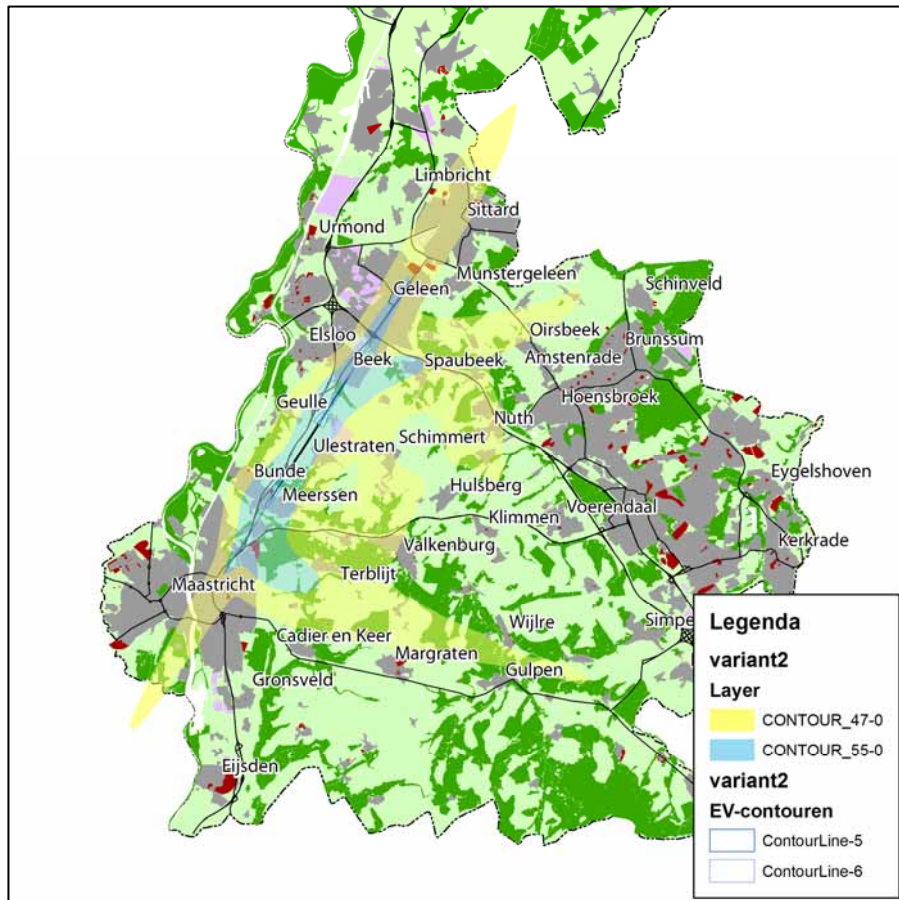 Limbricht
Sittard
Urmond
Munstergeleen
Geleen
Schinveld
Elsloo
Oirsbeek
Brunssum
Beek
Spaubeek
Amstenrade
Hoensbroek
Geulle
Nuth
Ulestraten
Schimmert
Bunde
Eygelshoven
Meerssen
Hulsberg
Voerendaal
Klimmen
Kerkrade
Valkenburg
Maastricht
Terblijt
Cadier en Keer
Wijlre
Simpe
Margraten
Gulpen
Gronsveld
Eijsden
Legenda
variant2
Layer
CONTOUR_47-0
CONTOUR_55-0
variant2
EV-contouren
ContourLine-5
ContourLine-6